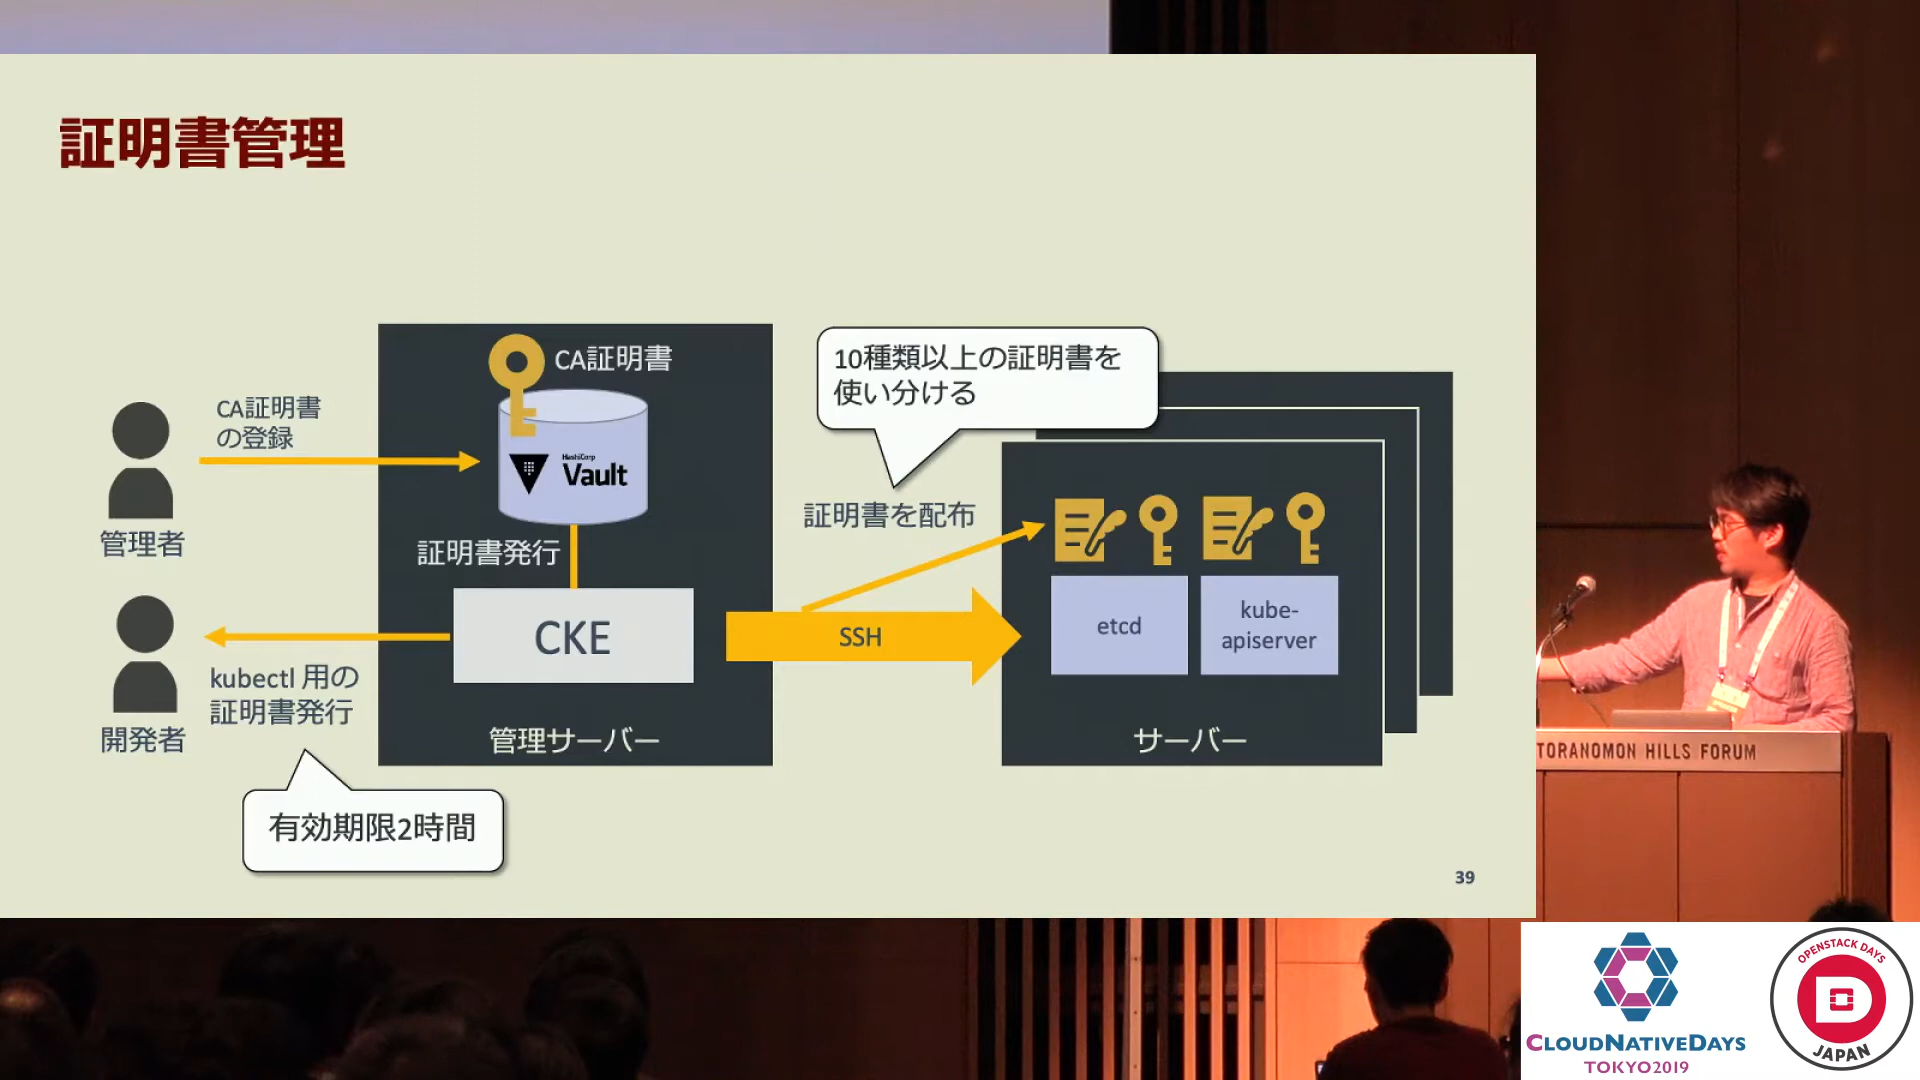 証明書管理
CA証明書
の登録
管理者
開発者
kubectl 用の
証明書発行
有効期限2時間
CA証明書
HashiCorp
Vault
証明書発行
CKE
管理サーバー
10種類以上の証明書を
使い分ける
証明書を配布
SSH
etcd
kube-
apiserver
サーバー
39
TORANOMON HILLS FORUM
CLOUDNATIVEDAYS
TOKYO2019
OPENSTACK DAYS
JAPAN